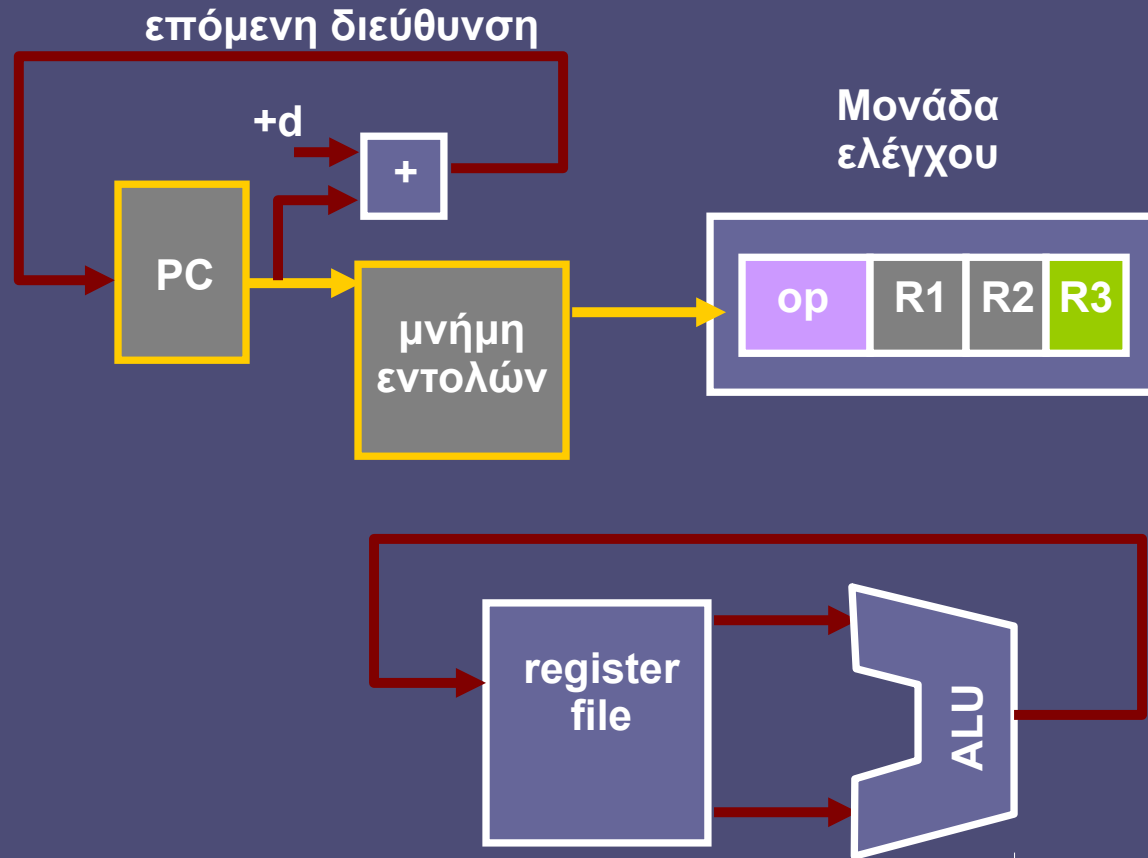 επόμενη διεύθυνση
+d
+
Μονάδα
ελέγχου
PC
μνήμη
εντολών
op R1 R2 R3
register
file
ALU